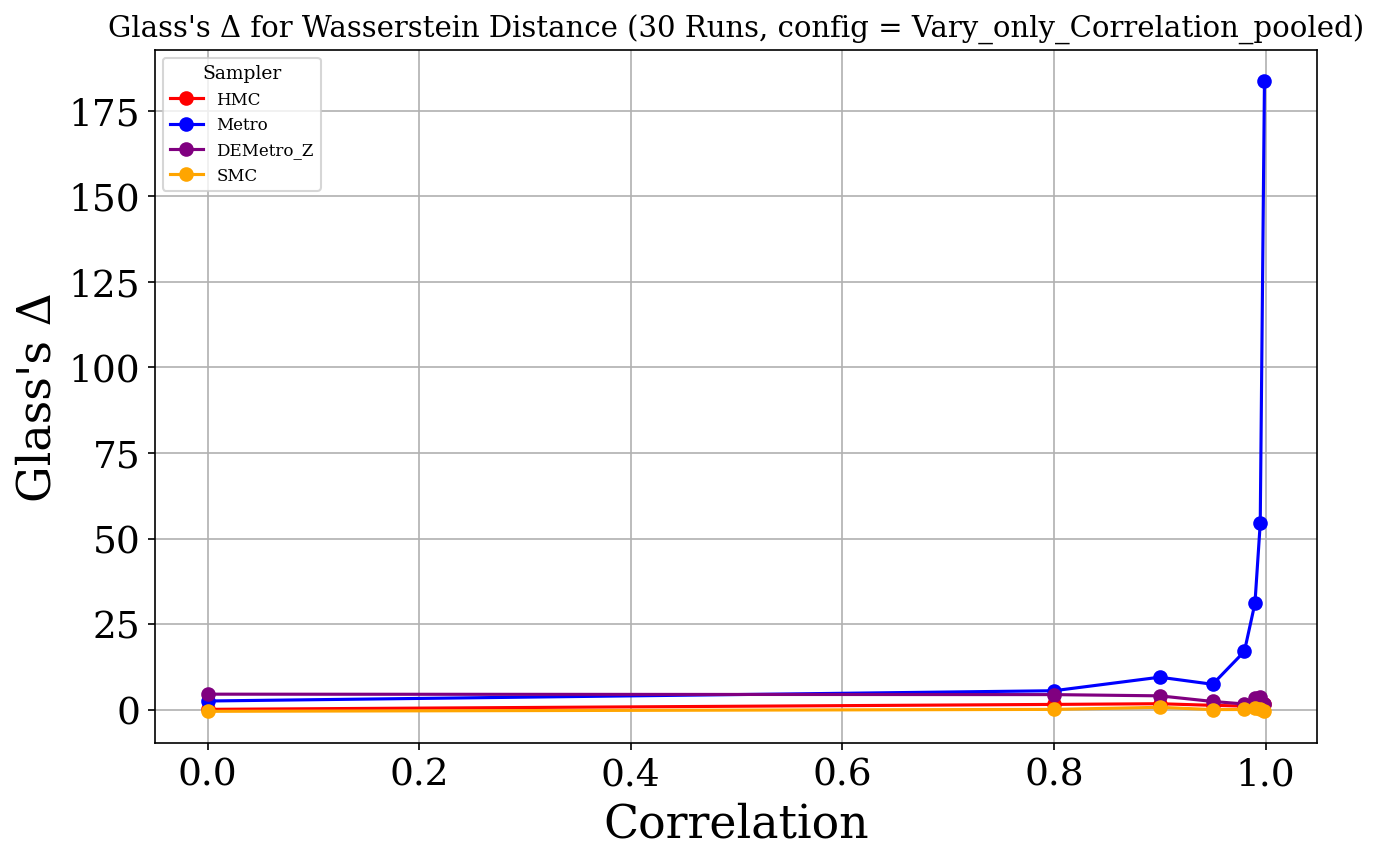 Glass's Δ for Wasserstein Distance (30 Runs, config = Vary_only_Correlation_pooled)
Sampler
HMC
Metro
DEMetro_Z
SMC
175
150
125
100
75
50
25
0
Glass's Δ
0.0 0.2 0.4 0.6 0.8 1.0
Correlation